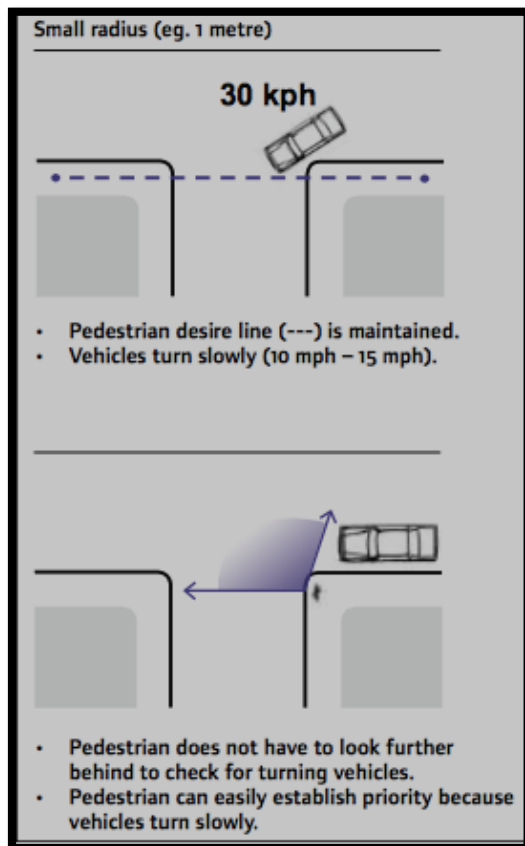 Small radius (eg. 1 metre)
30 kph
• Pedestrian desire line (---) is maintained.
• Vehicles turn slowly (10 mph – 15 mph).
• Pedestrian does not have to look further
behind to check for turning vehicles.
• Pedestrian can easily establish priority because
vehicles turn slowly.